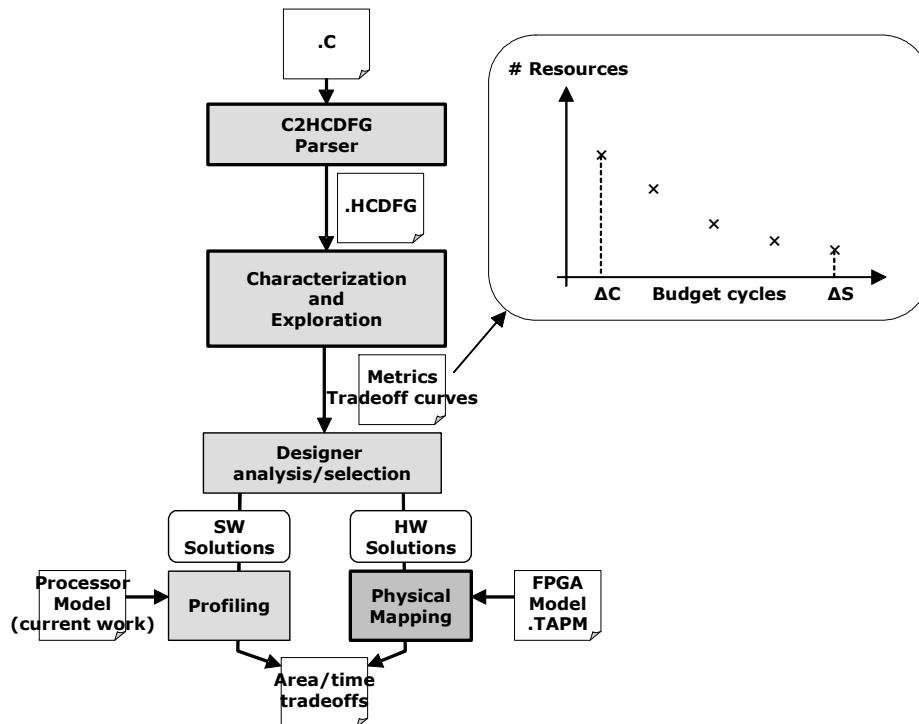 .C
C2HCDFG
Parser
.HCDFG
Characterization
and
Exploration
Metrics
Tradeoff curves
# Resources
ΔC Budget cycles ΔS
Designer
analysis/selection
SW
Solutions
HW
Solutions
Processor
Model
(current work)
Profiling
Physical
Mapping
FPGA
Model
.TAPM
Area/time
tradeoffs